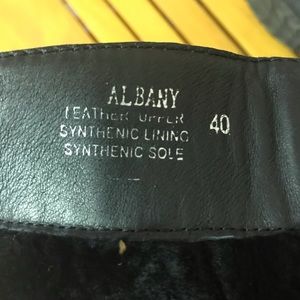 ALBANY
LEATHER UPPER
SYNTHENIC LINING 40
SYNTHENIC SOLE